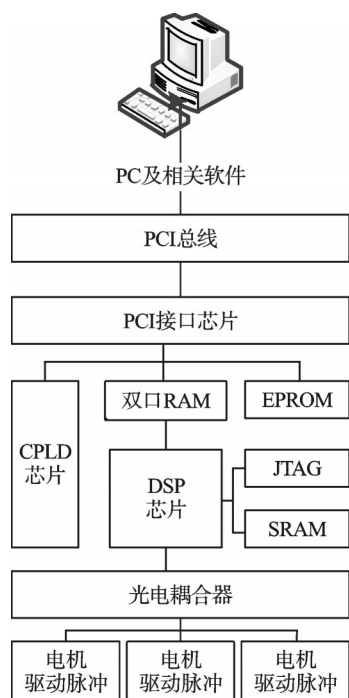 PC及相关软件
PCI总线
PCI接口芯片
双口RAM
EPROM
CPLD
芯片
DSP
芯片
JTAG
SRAM
光电耦合器
电机
驱动脉冲
电机
驱动脉冲
电机
驱动脉冲